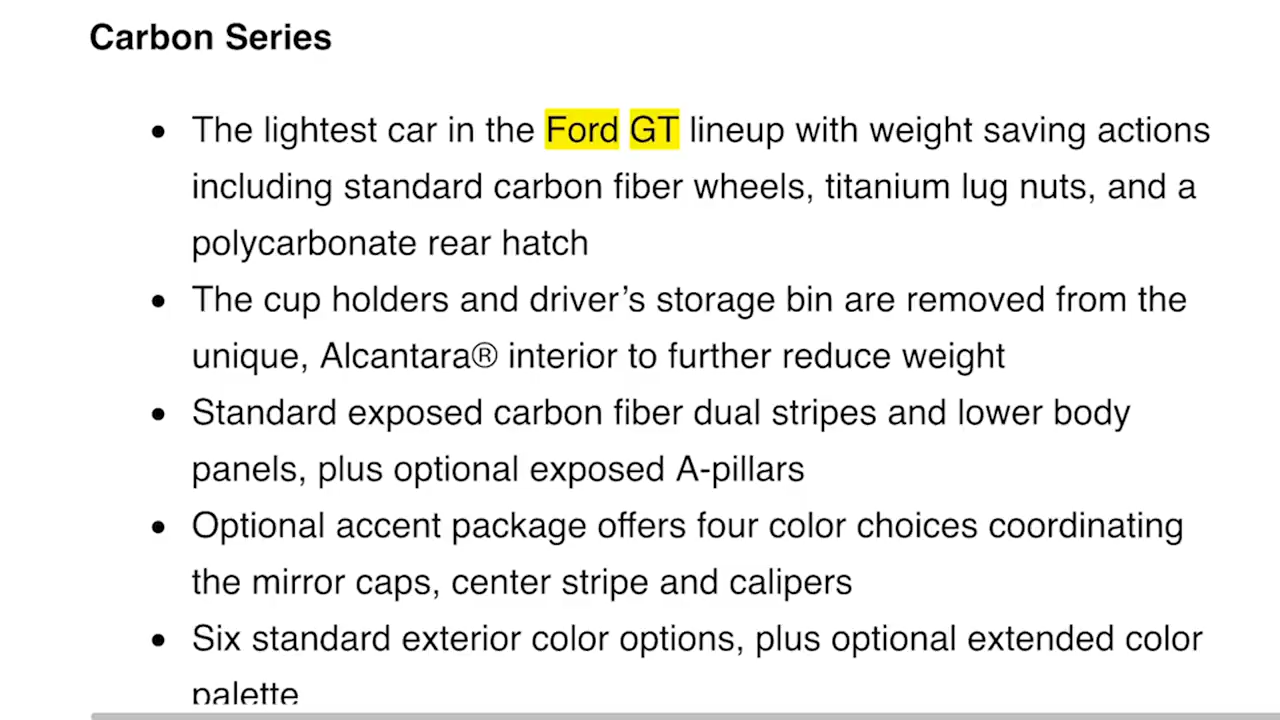 Carbon Series
• The lightest car in the Ford GT lineup with weight saving actions
including standard carbon fiber wheels, titanium lug nuts, and a
polycarbonate rear hatch
• The cup holders and driver’s storage bin are removed from the
unique, Alcantara® interior to further reduce weight
• Standard exposed carbon fiber dual stripes and lower body
panels, plus optional exposed A-pillars
• Optional accent package offers four color choices coordinating
the mirror caps, center stripe and calipers
• Six standard exterior color options, plus optional extended color
palette